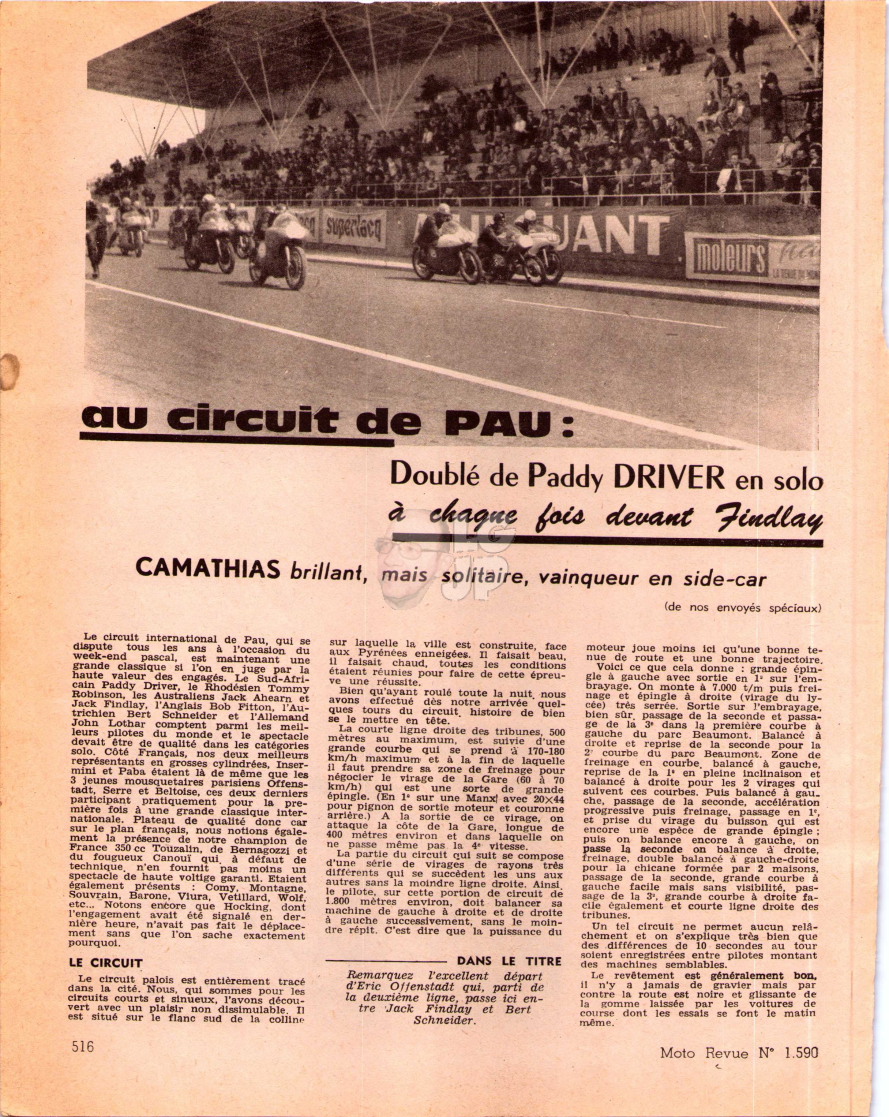 superlacq
UANT
moteurs
au circuit de PAU :
Doublé de Paddy DRIVER en solo
à chaque fois devant Findlay
CAMATHIAS brillant, mais solitaire, vainqueur en side-car
(de nos envoyés spéciaux)
Le circuit international de Pau, qui se
dispute tous les ans à l'occasion du
week-end pascal, est maintenant une
grande classique si l'on en juge par la
haute valeur des engagés. Le Sud-Afri-
cain Paddy Driver, le Rhodésien Tommy
Robinson, les Australiens Jack Ahearn et
Jack Findlay, l'Anglais Bob Fitton, l'Au-
trichien Bert Schneider et l'Allemand
John Lothar comptent parmi les meil-
leurs pilotes du monde et le spectacle
devait être de qualité dans les catégories
solo. Côté Français, nos deux meilleurs
représentants en grosses cylindrées, Inser-
mini et Paba étaient là de même que les
3 jeunes mousquetaires parisiens Offens-
tadt, Serre et Beltoise, ces deux derniers
participant pratiquement pour la pre-
mière fois à une grande classique inter-
nationale. Plateau de qualité donc car
sur le plan français, nous notions égale-
ment la présence de notre champion de
France 350 cc Touzalin, de Bernagozzi et
du fougueux Canouï qui, à défaut de
technique, n'en fournit pas moins un
spectacle de haute voltige garanti. Etaient
également présents : Comy, Montagne,
Souvrain, Barone, Viura, Vetillard, Wolf,
etc... Notons encore que Hocking, dont
l'engagement avait été signalé en der-
nière heure, n'avait pas fait le déplace-
ment sans que l'on sache exactement
pourquoi.
LE CIRCUIT
Le circuit palois est entièrement tracé
dans la cité. Nous, qui sommes pour les
circuits courts et sinueux, l'avons décou-
vert avec un plaisir non dissimulable. Il
est situé sur le flanc sud de la colline
sur laquelle la ville est construite, face
aux Pyrénées enneigées. Il faisait beau,
il faisait chaud, toutes les conditions
étaient réunies pour faire de cette épreu-
ve une réussite.
Bien qu'ayant roulé toute la nuit, nous
avons effectué dès notre arrivée quel-
ques tours du circuit, histoire de bien
se le mettre en tête.
La courte ligne droite des tribunes, 500
mètres au maximum, est suivie d'une
grande courbe qui se prend à 170-180
km/h maximum et à la fin de laquelle
il faut prendre sa zone de freinage pour
négocier le virage de la Gare (60 à 70
km/h) qui est une sorte de grande
épingle. (En 1ª sur une Manx avec 20×44
pour pignon de sortie moteur et couronne
arrière.) A la sortie de ce virage, on
attaque la côte de la Gare, longue de
400 mètres environ et dans laquelle on
ne passe même pas la 4ᵉ vitesse.
La partie du circuit qui suit se compose
d'une série de virages de rayons très
différents qui se succèdent les uns aux
autres sans la moindre ligne droite. Ainsi,
le pilote, sur cette portion de circuit de
1.800 mètres environ, doit balancer sa
machine de gauche à droite et de droite
à gauche successivement, sans le moin-
dre répit. C'est dire que la puissance du
DANS LE TITRE
Remarquez l'excellent départ
d'Eric Offenstadt qui, parti de
la deuxième ligne, passe ici en-
tre Jack Findlay et Bert
Schneider.
moteur joue moins ici qu'une bonne te-
nue de route et une bonne trajectoire.
Voici ce que cela donne : grande épin-
gle à gauche avec sortie en 1ª sur l'em-
brayage. On monte à 7.000 t/m puis frei-
nage et épingle à droite (virage du ly-
cée) très serrée. Sortie sur l'embrayage,
bien sûr, passage de la seconde et passa-
ge de la 3ᵉ dans la première courbe à
gauche du parc Beaumont. Balancé à
droite et reprise de la seconde pour la
2ᵉ courbe du parc Beaumont. Zone de
freinage en courbe, balancé à gauche,
reprise de la 1ª en pleine inclinaison et
balancé à droite pour les 2 virages qui
suivent ces courbes. Puis balancé à gau-
che, passage de la seconde, accélération
progressive puis freinage, passage en 1ª,
et prise du virage du buisson qui est
encore une espèce de grande épingle ;
puis on balance encore à gauche, on
passe la seconde on balance à droite,
freinage, double balancé à gauche-droite
pour la chicane formée par 2 maisons,
passage de la seconde, grande courbe à
gauche facile mais sans visibilité, pas-
sage de la 3ᵉ, grande courbe à droite fa-
cile également et courte ligne droite des
tribunes.
Un tel circuit ne permet aucun relâ-
chement et on s'explique très bien que
des différences de 10 secondes au tour
soient enregistrées entre pilotes montant
des machines semblables.
Le revêtement est généralement bon,
il n'y a jamais de gravier mais par
contre la route est noire et glissante de
la gomme laissée par les voitures de
course dont les essais se font le matin
même.
516
Moto Revue N° 1.590